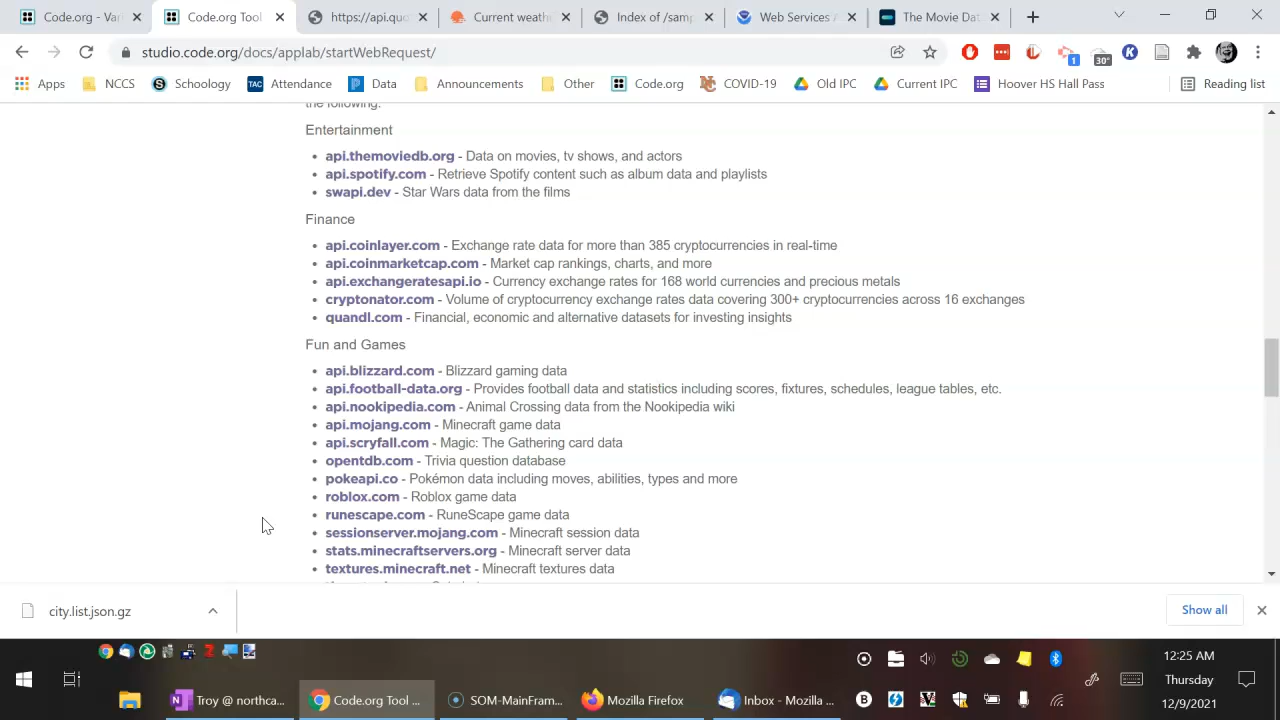 Code.org - Var
Code.org Tool
https://api.quo
Current weath
Index of /samp
Web Services A
The Movie Dat
studio.code.org/docs/applab/startWebRequest/
1
30°
Apps
NCCS
Schoology
TAC
Attendance
Data
Announcements
Other
Code.org
COVID-19
Old IPC
Current IPC
Hoover HS Hall Pass
Reading list
the following:
Entertainment
• api.themoviedb.org - Data on movies, tv shows, and actors
• api.spotify.com - Retrieve Spotify content such as album data and playlists
• swapi.dev - Star Wars data from the films
Finance
• api.coinlayer.com - Exchange rate data for more than 385 cryptocurrencies in real-time
• api.coinmarketcap.com - Market cap rankings, charts, and more
• api.exchangeratesapi.io - Currency exchange rates for 168 world currencies and precious metals
• cryptonator.com - Volume of cryptocurrency exchange rates data covering 300+ cryptocurrencies across 16 exchanges
• quandl.com - Financial, economic and alternative datasets for investing insights
Fun and Games
• api.blizzard.com - Blizzard gaming data
• api.football-data.org - Provides football data and statistics including scores, fixtures, schedules, league tables, etc.
• api.nookipedia.com - Animal Crossing data from the Nookipedia wiki
• api.mojang.com - Minecraft game data
• api.scryfall.com - Magic: The Gathering card data
• opentdb.com - Trivia question database
• pokeapi.co - Pokémon data including moves, abilities, types and more
• roblox.com - Roblox game data
• runescape.com - RuneScape game data
• sessionserver.mojang.com - Minecraft session data
• stats.minecraftservers.org - Minecraft server data
• textures.minecraft.net - Minecraft textures data
city.list.json.gz
Show all
12:25 AM
Thursday
12/9/2021
Troy @ northca...
Code.org Tool ...
SOM-MainFram...
Mozilla Firefox
Inbox - Mozilla ...